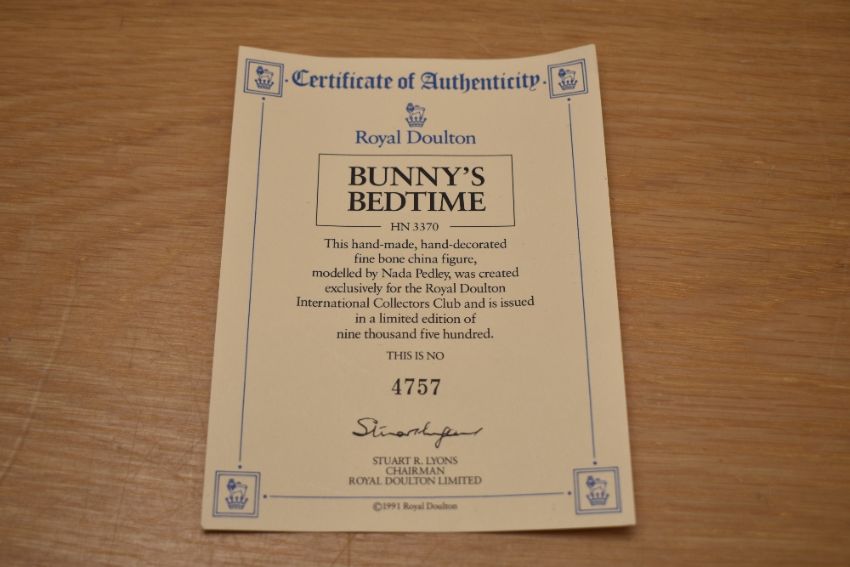 Certificate of Authenticity
Royal Doulton
BUNNY'S
BEDTIME
HN 3370
This hand-made, hand-decorated
fine bone china figure,
modelled by Nada Pedley, was created
exclusively for the Royal Doulton
International Collectors Club and is issued
in a limited edition of
nine thousand five hundred.
THIS IS NO
4757
STUART R. LYONS
CHAIRMAN
ROYAL DOULTON LIMITED
©1991 Royal Doulton